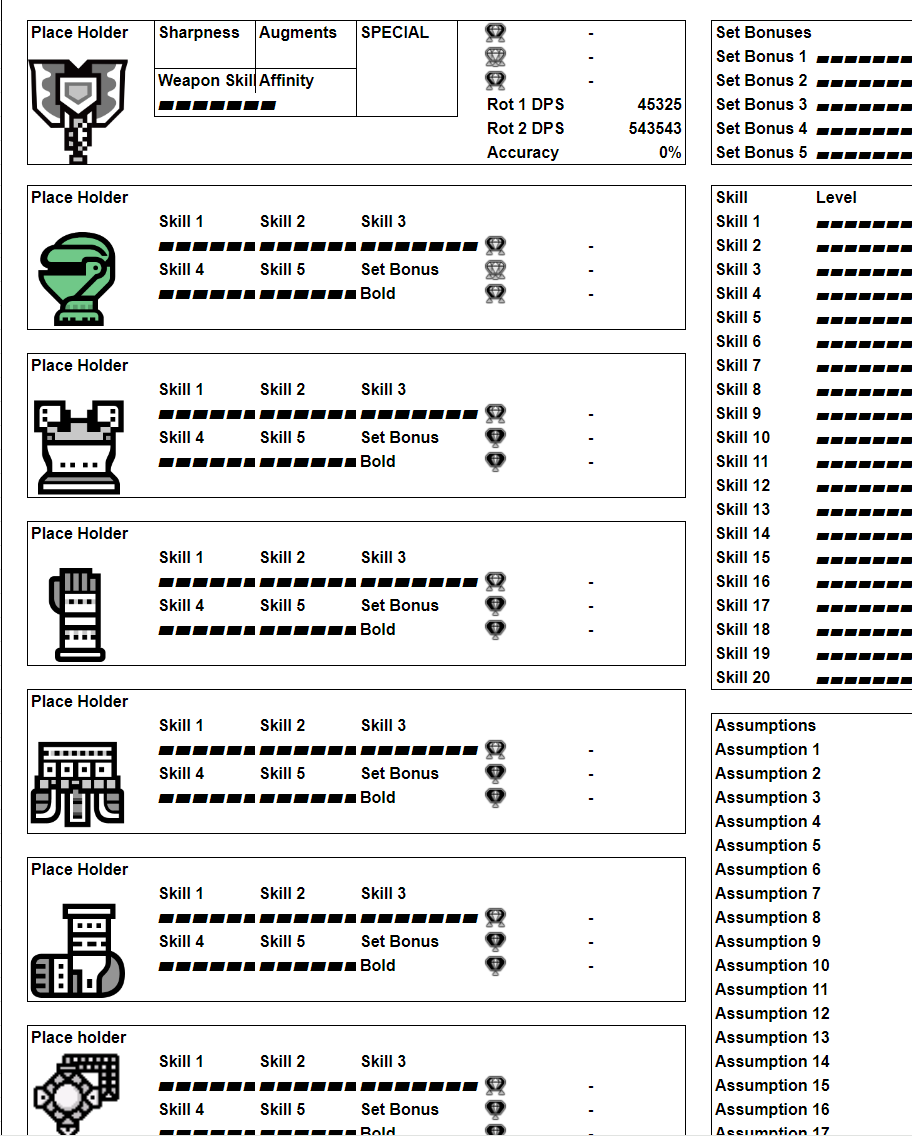 Place Holder Sharpness Augments SPECIAL -
-
Weapon Skill Affinity -
Rot 1 DPS 45325
Rot 2 DPS 543543
Accuracy 0%
Place Holder
Skill 1 Skill 2 Skill 3
-
Skill 4 Skill 5 Set Bonus -
Bold -
Place Holder
Skill 1 Skill 2 Skill 3
-
Skill 4 Skill 5 Set Bonus -
Bold -
Place Holder
Skill 1 Skill 2 Skill 3
-
Skill 4 Skill 5 Set Bonus -
Bold -
Place Holder
Skill 1 Skill 2 Skill 3
-
Skill 4 Skill 5 Set Bonus -
Bold -
Place Holder
Skill 1 Skill 2 Skill 3
-
Skill 4 Skill 5 Set Bonus -
Bold -
Place holder
Skill 1 Skill 2 Skill 3
-
Skill 4 Skill 5 Set Bonus -
Bold
Set Bonuses
Set Bonus 1
Set Bonus 2
Set Bonus 3
Set Bonus 4
Set Bonus 5
Skill Level
Skill 1
Skill 2
Skill 3
Skill 4
Skill 5
Skill 6
Skill 7
Skill 8
Skill 9
Skill 10
Skill 11
Skill 12
Skill 13
Skill 14
Skill 15
Skill 16
Skill 17
Skill 18
Skill 19
Skill 20
Assumptions
Assumption 1
Assumption 2
Assumption 3
Assumption 4
Assumption 5
Assumption 6
Assumption 7
Assumption 8
Assumption 9
Assumption 10
Assumption 11
Assumption 12
Assumption 13
Assumption 14
Assumption 15
Assumption 16
Assumption 17